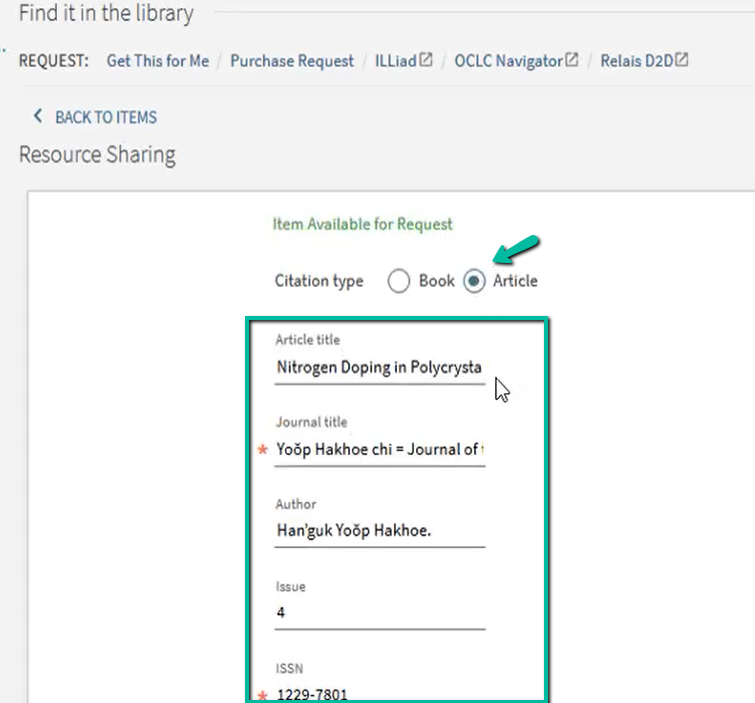 Find it in the library
REQUEST: Get This for Me / Purchase Request / ILLiad / OCLC Navigator / Relais D2D
BACK TO ITEMS
Resource Sharing
Item Available for Request
Citation type Book Article
Article title
Nitrogen Doping in Polycrysta
Journal title
* Yoŏp Hakhoe chi = Journal of
Author
Han'guk Yoŏp Hakhoe.
Issue
4
ISSN
* 1229-7801